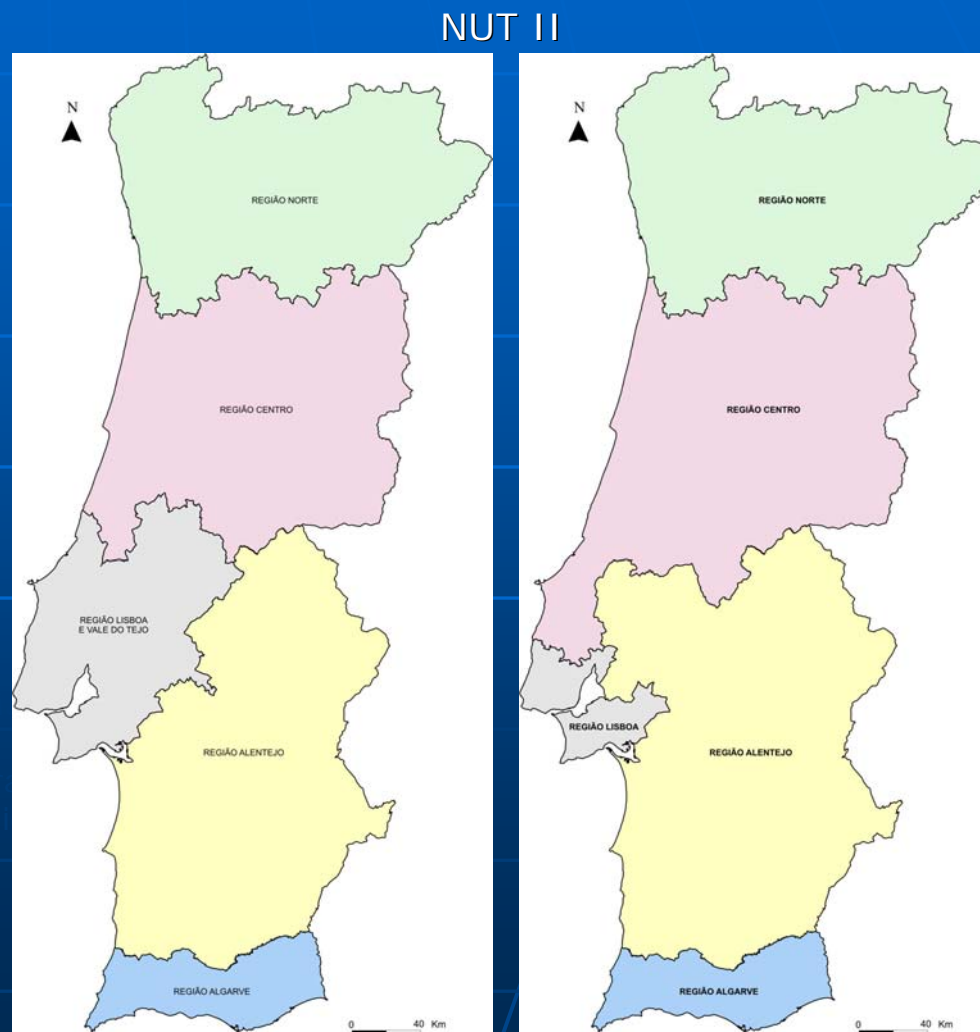 NUT II
N
REGIÃO NORTE
REGIÃO CENTRO
REGIÃO LISBOA
E VALE DO TEJO
REGIÃO ALENTEJO
REGIÃO ALGARVE
0 40 Km
N
REGIÃO NORTE
REGIÃO CENTRO
REGIÃO LISBOA
REGIÃO ALENTEJO
REGIÃO ALGARVE
0 40 Km